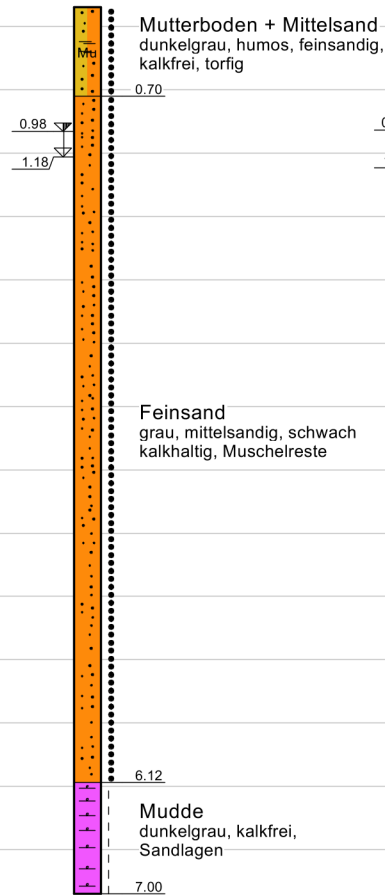 Mutterboden + Mittelsand
dunkelgrau, humos, feinsandig,
kalkfrei, torfig
Mu
0.70
0.98
1.18
Feinsand
grau, mittelsandig, schwach
kalkhaltig, Muschelreste
6.12
Mudde
dunkelgrau, kalkfrei,
Sandlagen
7.00